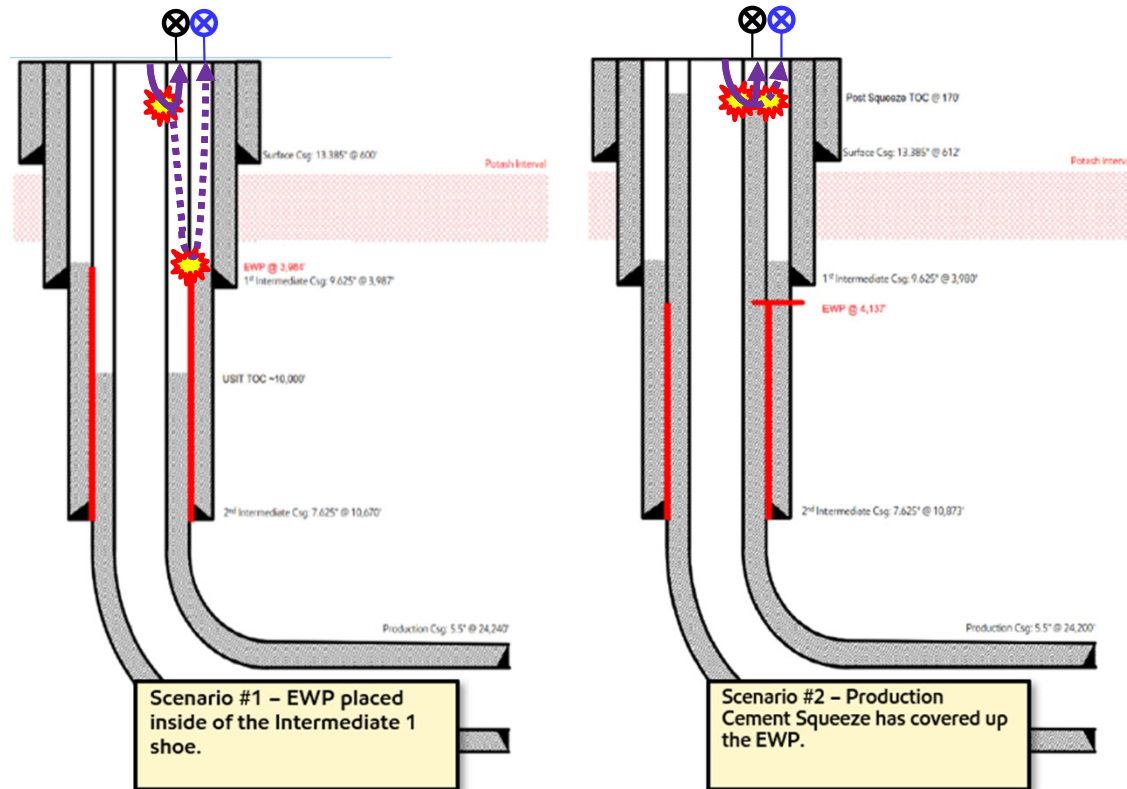 Surface Csg: 13.385" @ 600'
Potash Interval
EWP @ 3,984'
1st Intermediate Csg: 9.625" @ 3,987'
USIT TOC ~10,000'
2nd Intermediate Csg: 7.625" @ 10,670'
Production Csg: 5.5" @ 24,240'
Scenario #1 – EWP placed
inside of the Intermediate 1
shoe.
Post Squeeze TOC @ 170'
Surface Csg: 13.385" @ 612'
Potash Interva
1st Intermediate Csg: 9.625" @ 3,980'
EWP @ 4,137'
2nd Intermediate Csg: 7.625" @ 10,873'
Production Csg: 5.5" @ 24,200'
Scenario #2 – Production
Cement Squeeze has covered up
the EWP.